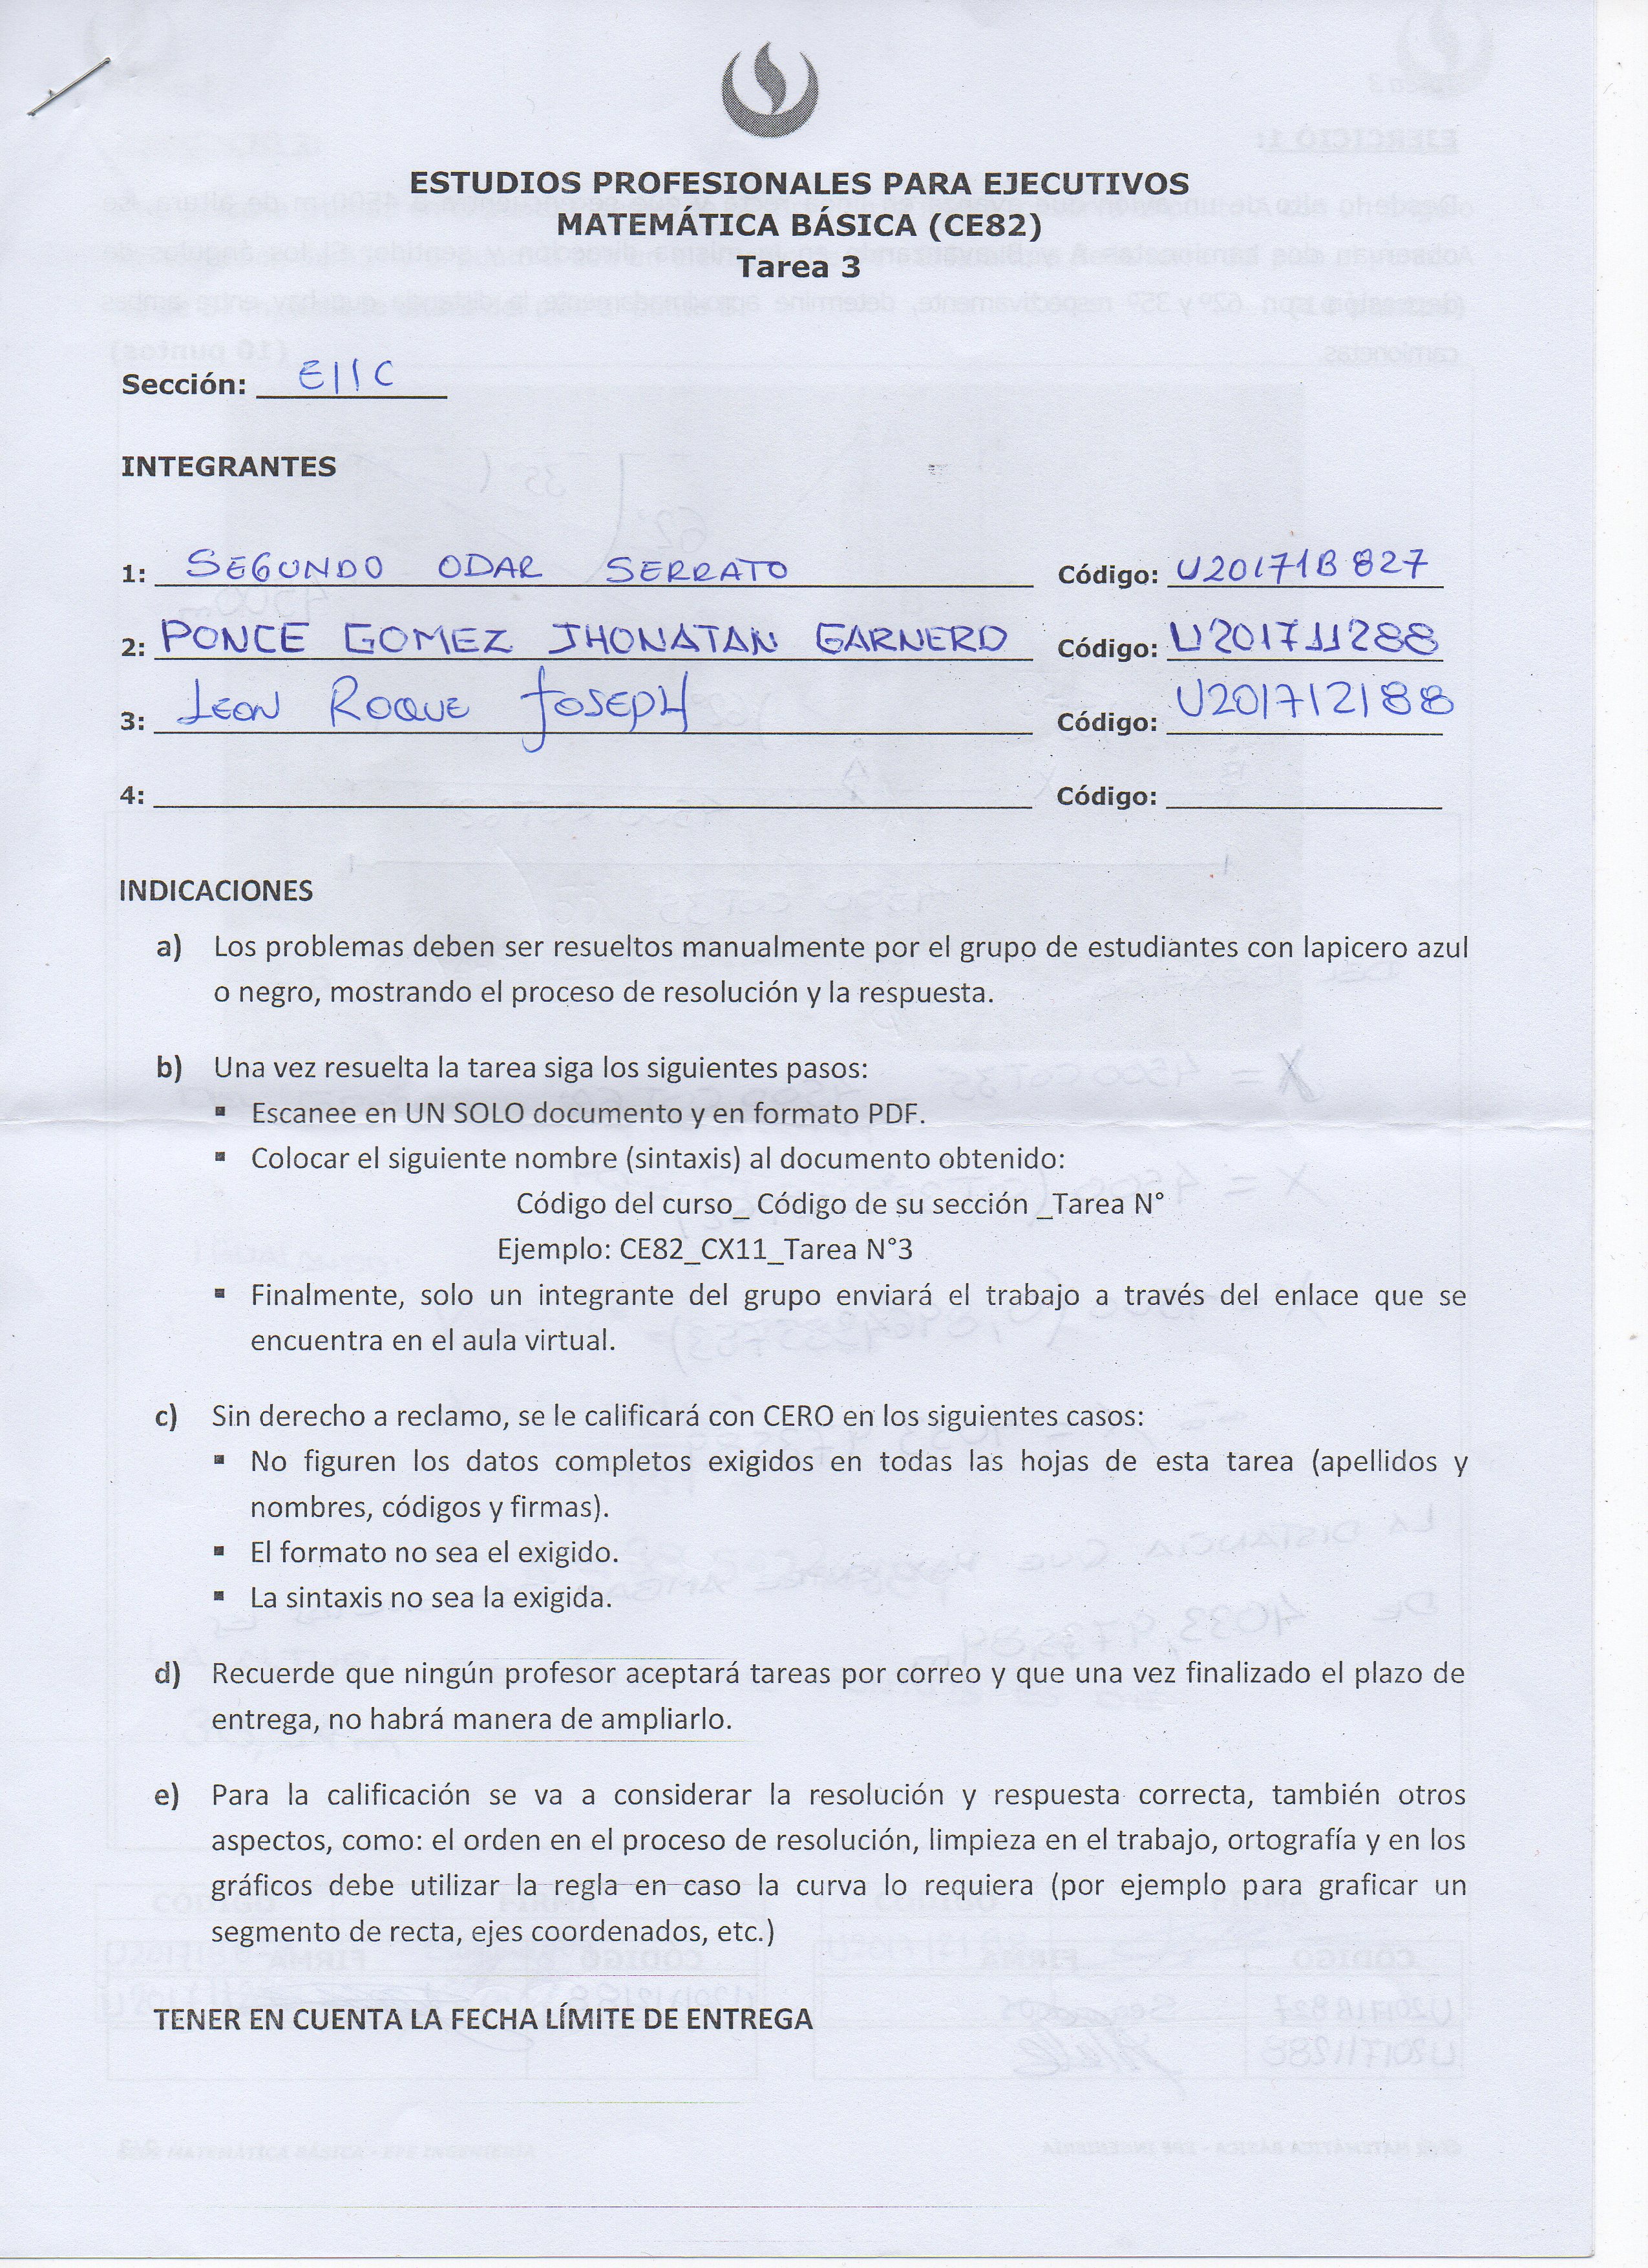 ESTUDIOS PROFESIONALES PARA EJECUTIVOS
MATEMÁTICA BÁSICA (CE82)
Tarea 3
Sección: E11C
INTEGRANTES
1: SEGUNDO ODAR SERRATO Código: U20171B827
2: PONCE GOMEZ JHONATAN GARNERO Código: U201711288
3: LEON ROQUE JOSEPH Código: U201712188
4: Código:
INDICACIONES
a) Los problemas deben ser resueltos manualmente por el grupo de estudiantes con lapicero azul
o negro, mostrando el proceso de resolución y la respuesta.
b) Una vez resuelta la tarea siga los siguientes pasos:
▪ Escanee en UN SOLO documento y en formato PDF.
▪ Colocar el siguiente nombre (sintaxis) al documento obtenido:
Código del curso_ Código de su sección _Tarea N°
Ejemplo: CE82_CX11_Tarea N°3
▪ Finalmente, solo un integrante del grupo enviará el trabajo a través del enlace que se
encuentra en el aula virtual.
c) Sin derecho a reclamo, se le calificará con CERO en los siguientes casos:
▪ No figuren los datos completos exigidos en todas las hojas de esta tarea (apellidos y
nombres, códigos y firmas).
▪ El formato no sea el exigido.
▪ La sintaxis no sea la exigida.
d) Recuerde que ningún profesor aceptará tareas por correo y que una vez finalizado el plazo de
entrega, no habrá manera de ampliarlo.
e) Para la calificación se va a considerar la resolución y respuesta correcta, también otros
aspectos, como: el orden en el proceso de resolución, limpieza en el trabajo, ortografía y en los
gráficos debe utilizar la regla en caso la curva lo requiera (por ejemplo para graficar un
segmento de recta, ejes coordenados, etc.)
TENER EN CUENTA LA FECHA LÍMITE DE ENTREGA